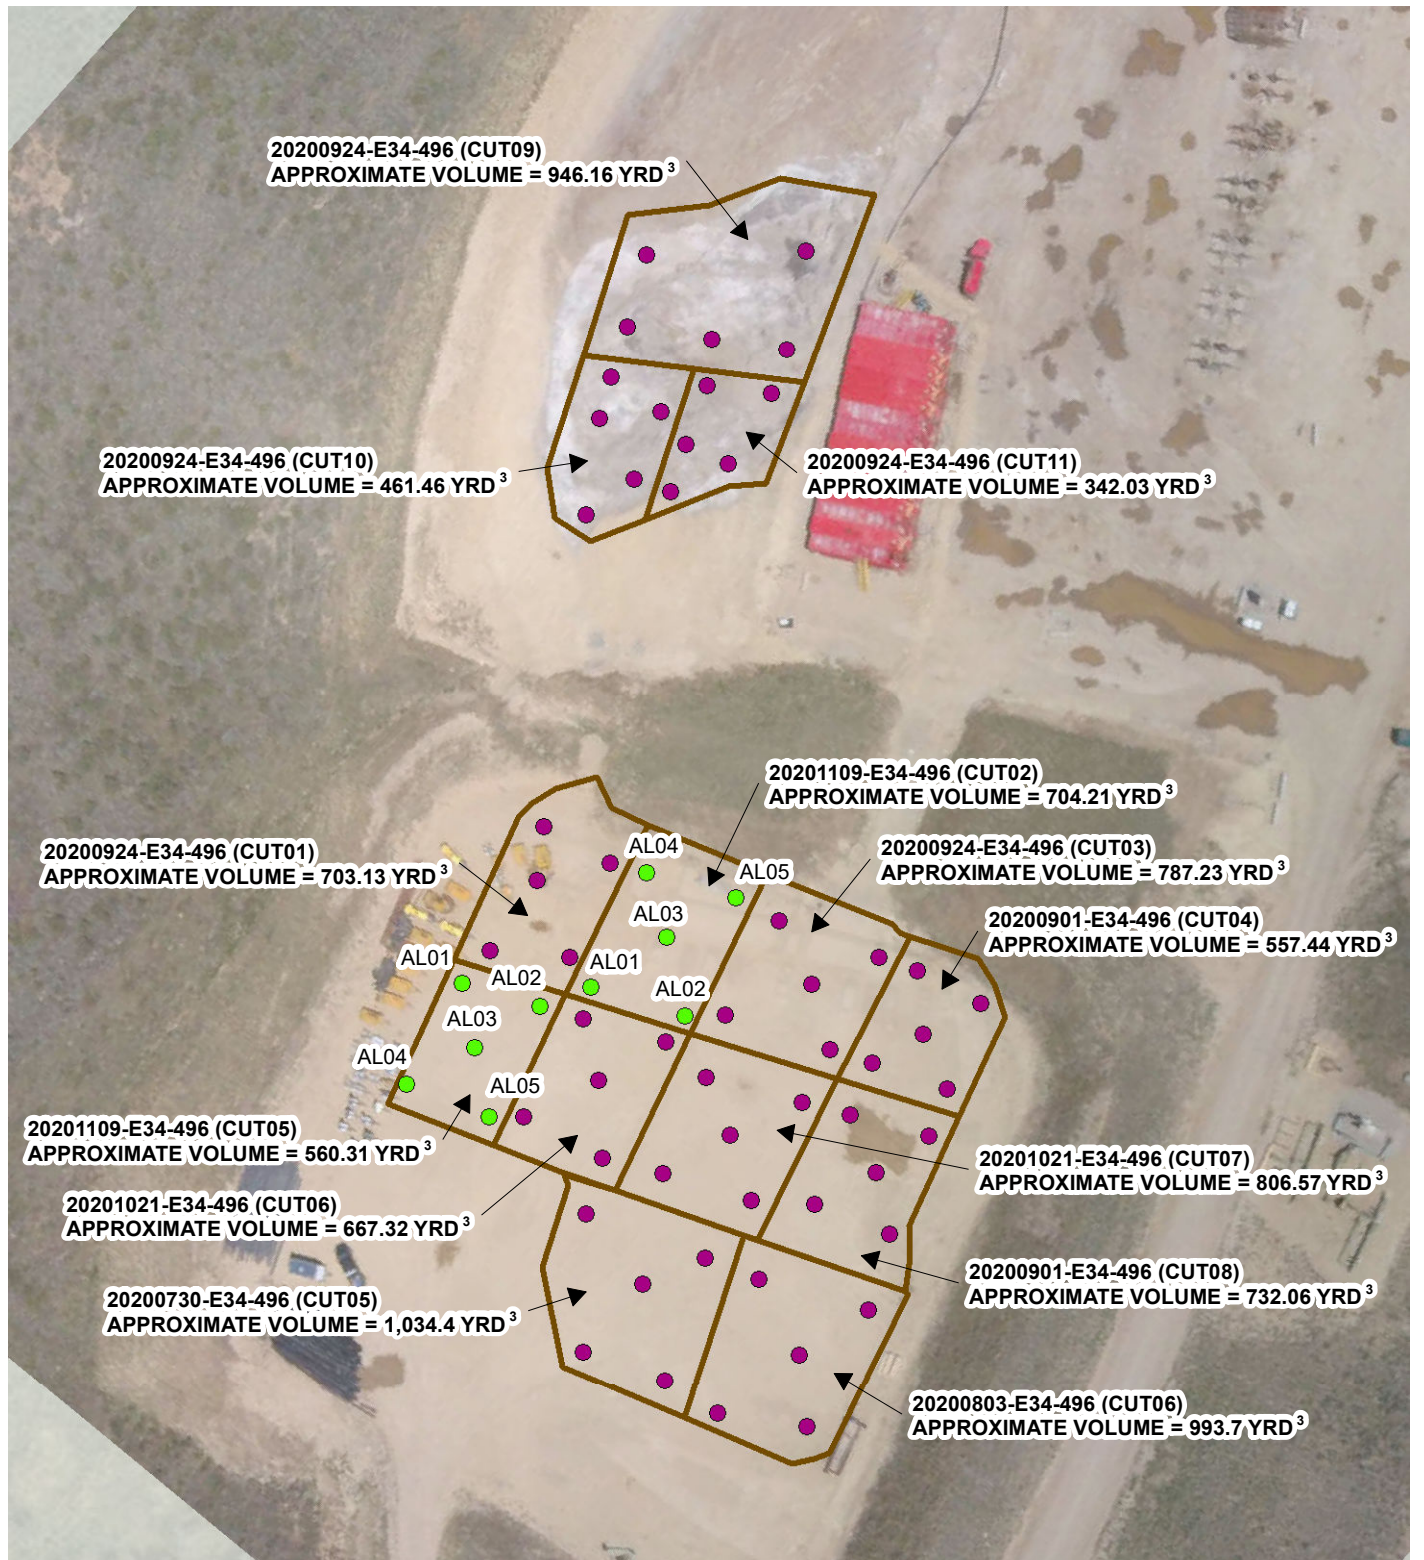 20200924-E34-496 (CUT09)
APPROXIMATE VOLUME = 946.16 YRD³
20200924-E34-496 (CUT10)
APPROXIMATE VOLUME = 461.46 YRD³
20200924-E34-496 (CUT11)
APPROXIMATE VOLUME = 342.03 YRD³
20201109-E34-496 (CUT02)
APPROXIMATE VOLUME = 704.21 YRD³
20200924-E34-496 (CUT01)
APPROXIMATE VOLUME = 703.13 YRD³
20200924-E34-496 (CUT03)
APPROXIMATE VOLUME = 787.23 YRD³
20200901-E34-496 (CUT04)
APPROXIMATE VOLUME = 557.44 YRD³
AL04
AL05
AL03
AL01
AL02
AL01
AL02
AL03
AL04
AL05
20201109-E34-496 (CUT05)
APPROXIMATE VOLUME = 560.31 YRD³
20201021-E34-496 (CUT07)
APPROXIMATE VOLUME = 806.57 YRD³
20201021-E34-496 (CUT06)
APPROXIMATE VOLUME = 667.32 YRD³
20200901-E34-496 (CUT08)
APPROXIMATE VOLUME = 732.06 YRD³
20200730-E34-496 (CUT05)
APPROXIMATE VOLUME = 1,034.4 YRD³
20200803-E34-496 (CUT06)
APPROXIMATE VOLUME = 993.7 YRD³